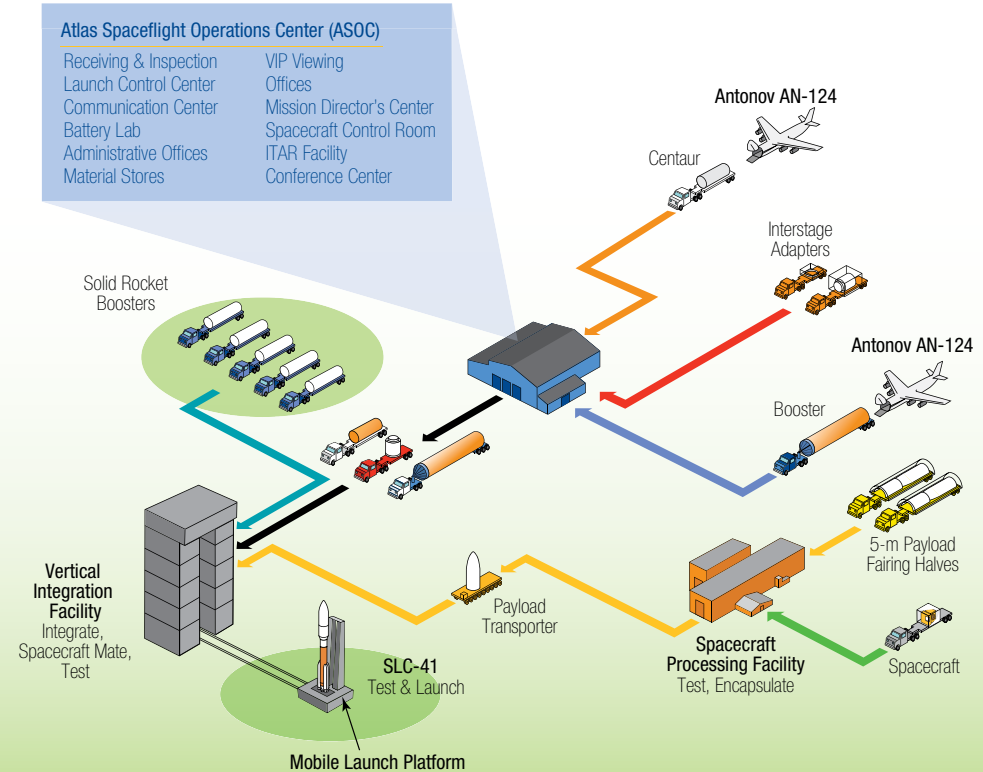 Atlas Spaceflight Operations Center (ASOC)
Receiving & Inspection
Launch Control Center
Communication Center
Battery Lab
Administrative Offices
Material Stores
VIP Viewing
Offices
Mission Director's Center
Spacecraft Control Room
ITAR Facility
Conference Center
Antonov AN-124
Centaur
Interstage
Adapters
Solid Rocket
Boosters
Antonov AN-124
Booster
5-m Payload
Fairing Halves
Vertical
Integration
Facility
Integrate,
Spacecraft Mate,
Test
Payload
Transporter
Spacecraft
Processing Facility
Test, Encapsulate
Spacecraft
SLC-41
Test & Launch
Mobile Launch Platform